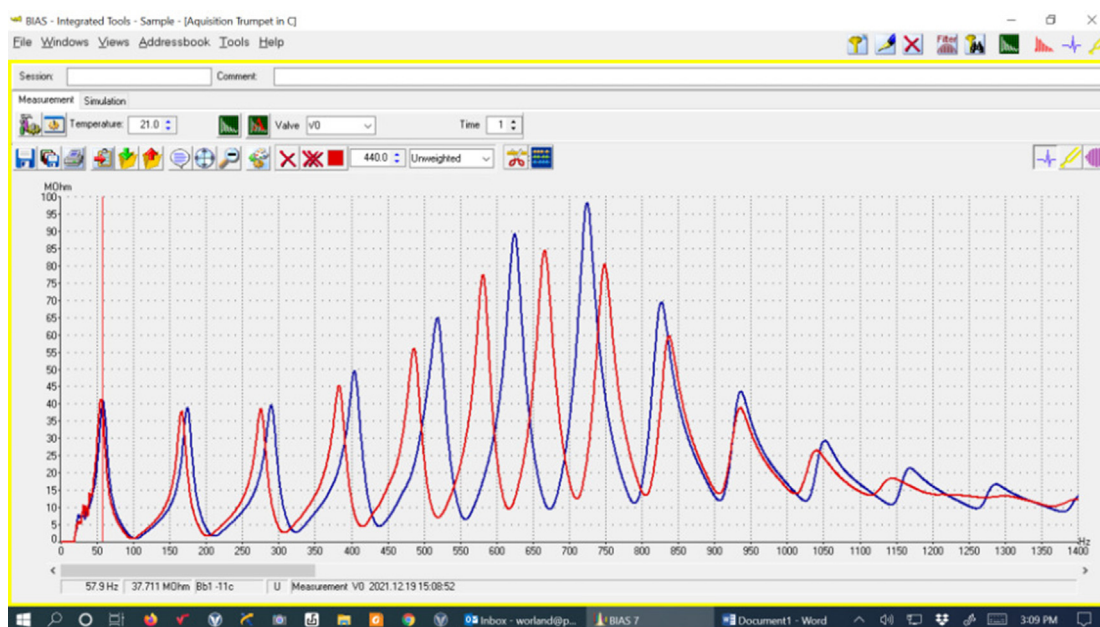 BIAS - Integrated Tools - Sample - [Aquisition Trumpet in C]
File Windows Views Addressbook Tools Help
Filter
Session: Comment:
Measurement Simulation
Temperature: 21.0 Valve V0 Time 1
440.0 Unweighted
MOhm
100
95
90
85
80
75
70
65
60
55
50
45
40
35
30
25
20
15
10
5
0
Hz
0 50 100 150 200 250 300 350 400 450 500 550 600 650 700 750 800 850 900 950 1000 1050 1100 1150 1200 1250 1300 1350 1400
57.9 Hz 37.711 MOhm Bb1 -11c U Measurement V0 2021.12.19 15:08:52
Inbox - worland@p... BIAS 7 Document1 - Word 3:09 PM